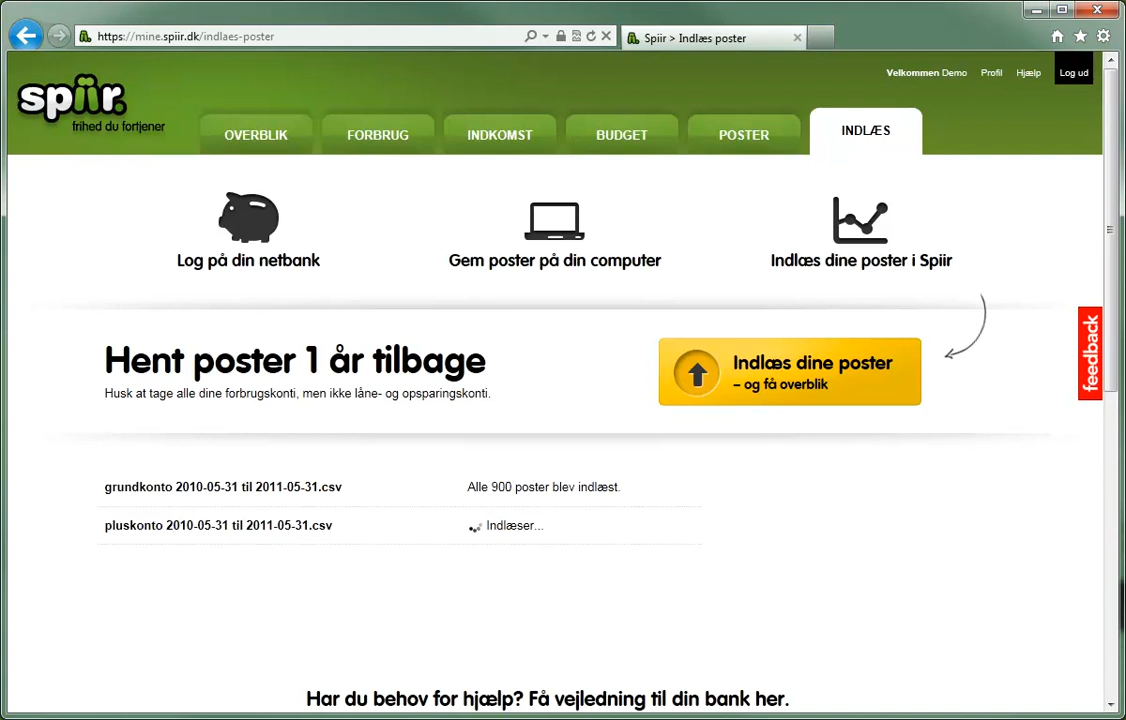 https://mine.spiir.dk/indlaes-poster
Spiir > Indlæs poster
spiir.
frihed du fortjener
Velkommen Demo
Profil
Hjælp
Log ud
OVERBLIK
FORBRUG
INDKOMST
BUDGET
POSTER
INDLÆS
Log på din netbank
Gem poster på din computer
Indlæs dine poster i Spiir
Hent poster 1 år tilbage
Husk at tage alle dine forbrugskonti, men ikke låne- og opsparingskonti.
Indlæs dine poster
– og få overblik
feedback
grundkonto 2010-05-31 til 2011-05-31.csv
Alle 900 poster blev indlæst.
pluskonto 2010-05-31 til 2011-05-31.csv
Indlæser...
Har du behov for hjælp? Få vejledning til din bank her.